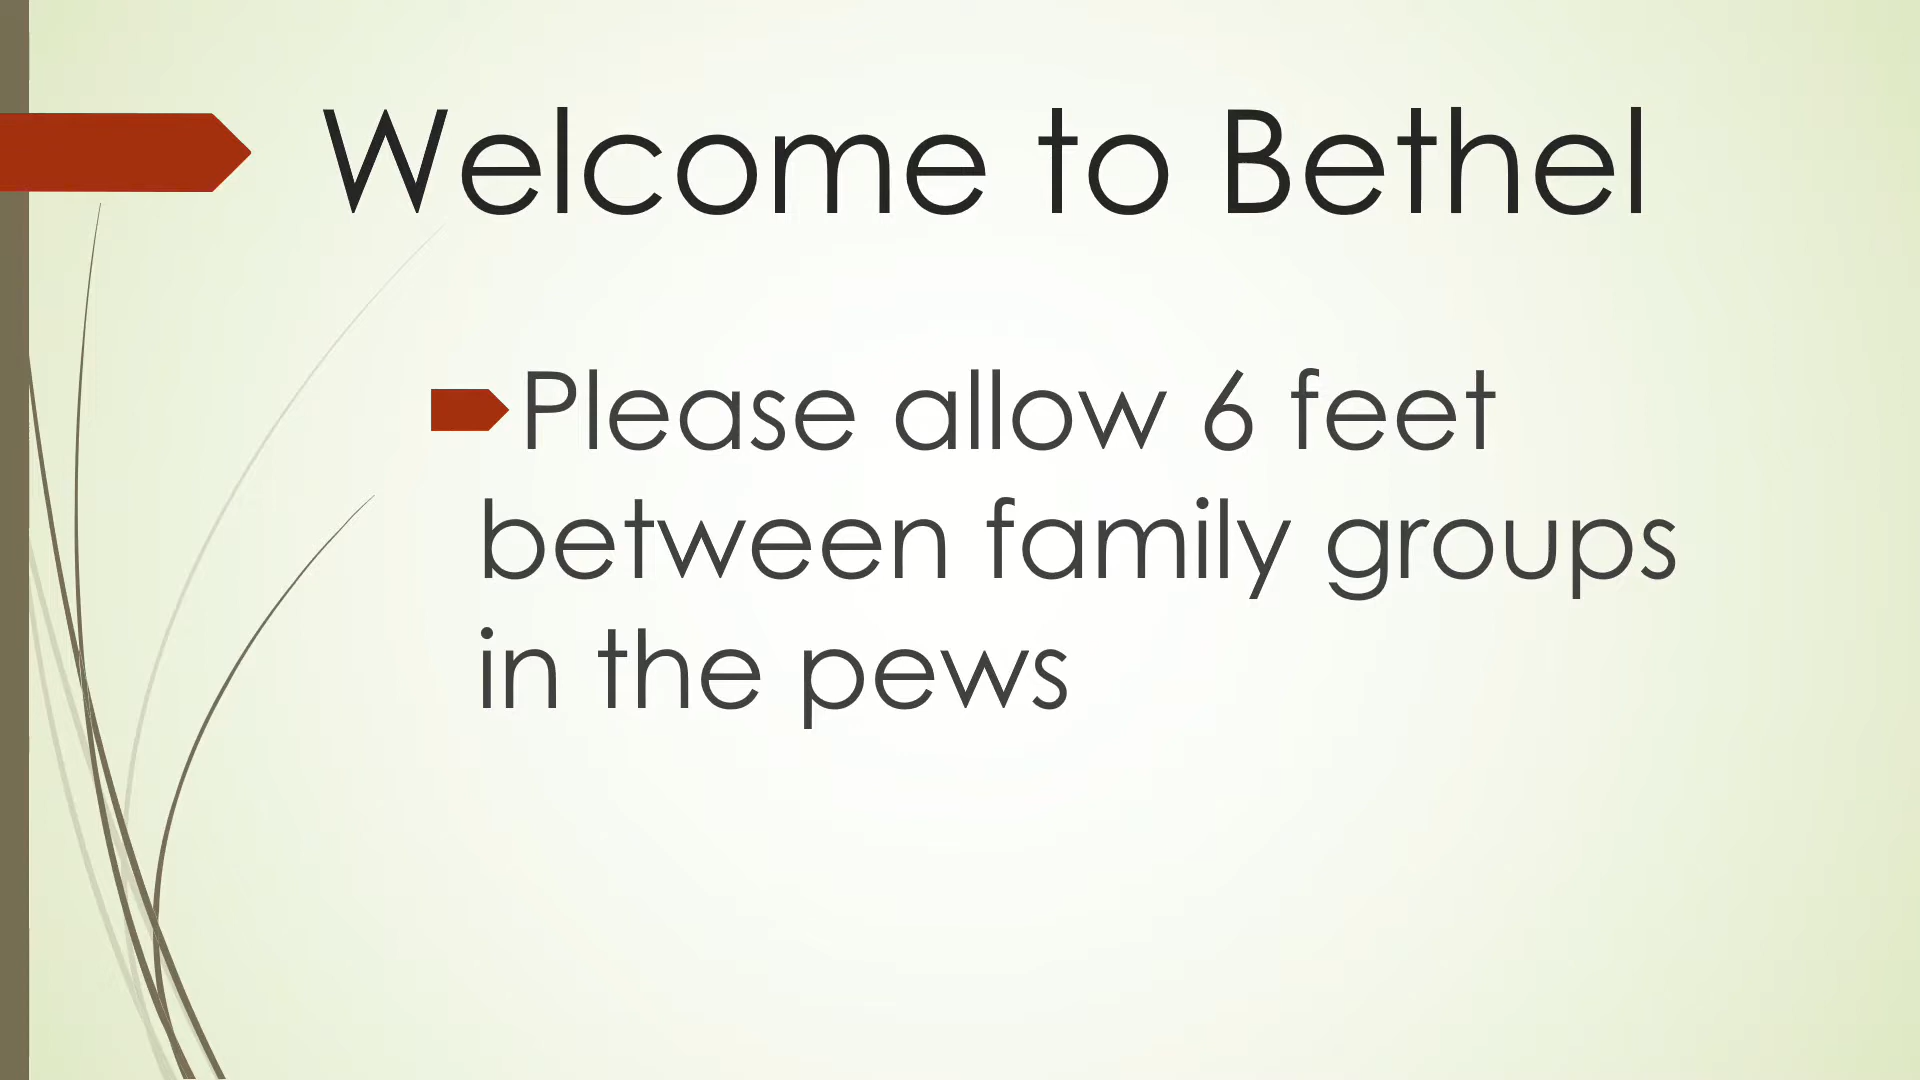 Welcome to Bethel
Please allow 6 feet
between family groups
in the pews